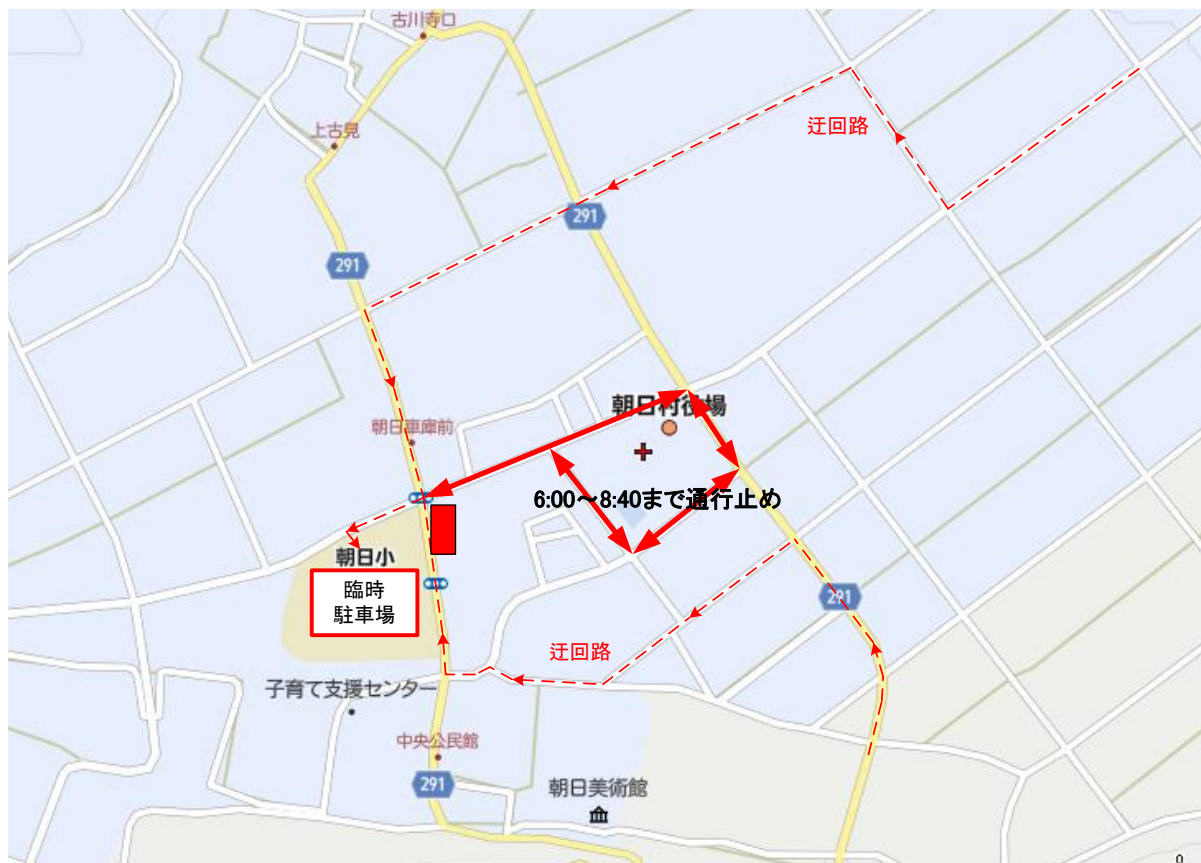 古川寺口
上古見
迂回路
291
291
朝日村役場
朝日車庫前
6:00～8:40まで通行止め
朝日小
臨時
駐車場
291
迂回路
子育て支援センター
中央公民館
291
朝日美術館
0